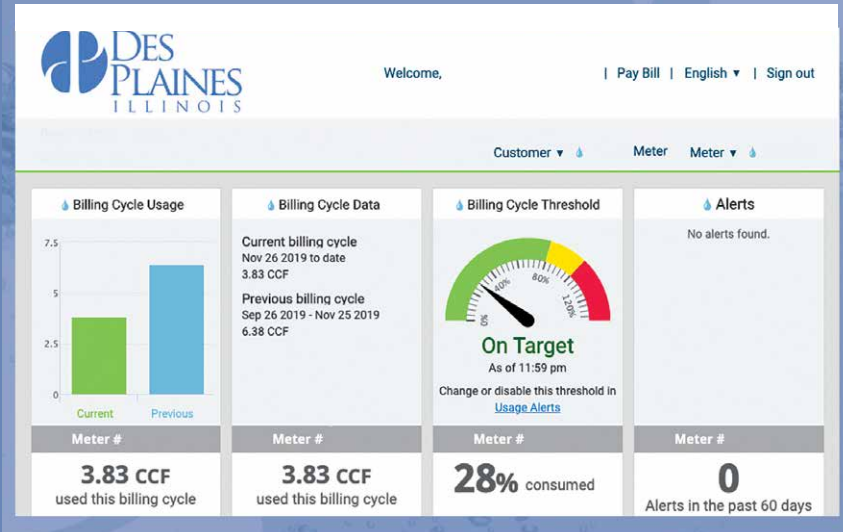 DES
PLAINES
ILLINOIS
Welcome,
| Pay Bill | English ▼ | Sign out
Customer ▼
Meter
Meter ▼
Billing Cycle Usage
7.5
5
2.5
0
Current
Previous
Meter #
3.83 CCF
used this billing cycle
Billing Cycle Data
Current billing cycle
Nov 26 2019 to date
3.83 CCF
Previous billing cycle
Sep 26 2019 - Nov 25 2019
6.38 CCF
Meter #
3.83 CCF
used this billing cycle
Billing Cycle Threshold
0%
40%
80%
120%
On Target
As of 11:59 pm
Change or disable this threshold in
Usage Alerts
Meter #
28% consumed
Alerts
No alerts found.
Meter #
0
Alerts in the past 60 days